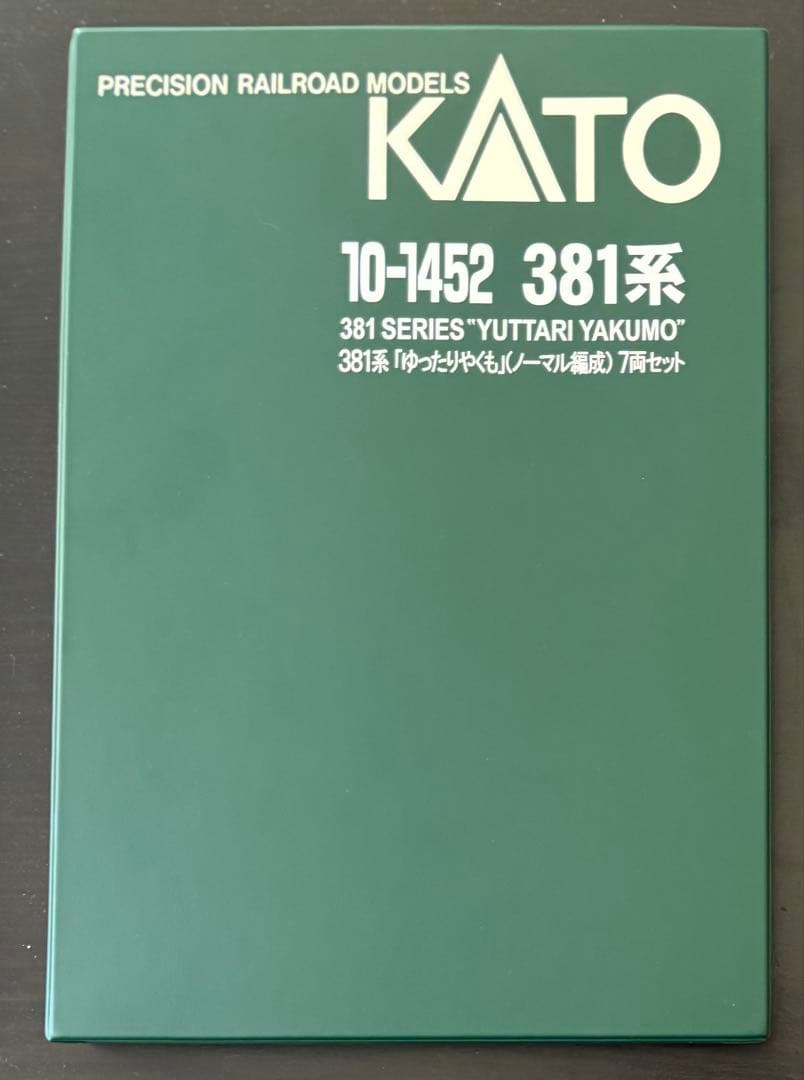 PRECISION RAILROAD MODELS
KATO
10-1452 381系
381 SERIES "YUTTARI YAKUMO"
381系「ゆったりやくも」(ノーマル編成) 7両セット